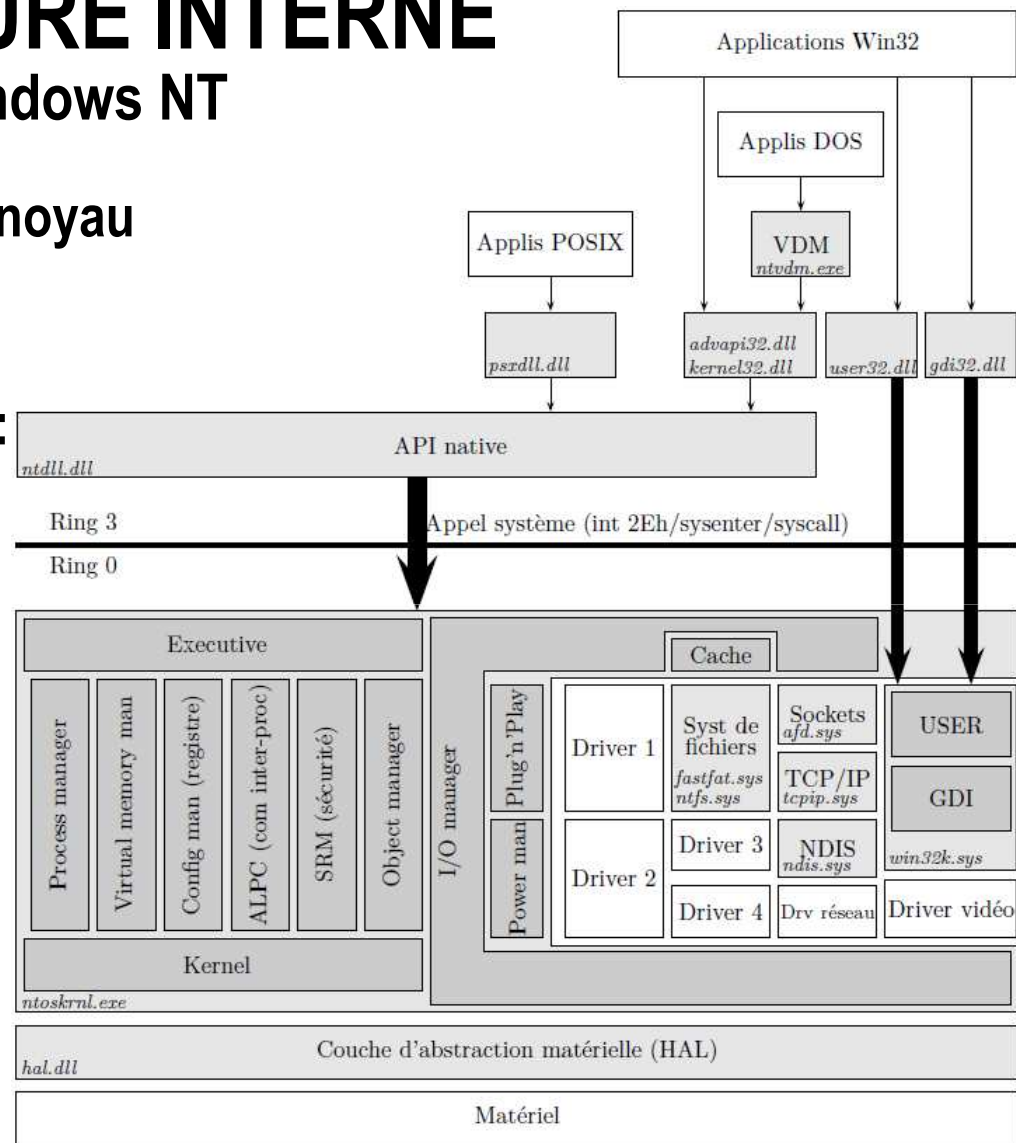 URE INTERNE
ndows NT
noyau
:
Applications Win32
Applis DOS
Applis POSIX
VDM
ntvdm.exe
psxdll.dll
advapi32.dll
kernel32.dll
user32.dll
gdi32.dll
API native
ntdll.dll
Ring 3
Appel système (int 2Eh/sysenter/syscall)
Ring 0
Executive
Process manager
Virtual memory man
Config man (registre)
ALPC (com inter-proc)
SRM (sécurité)
Object manager
Kernel
ntoskrnl.exe
I/O manager
Plug'n'Play
Power man
Cache
Driver 1
Driver 2
Syst de
fichiers
fastfat.sys
ntfs.sys
Driver 3
Driver 4
Sockets
afd.sys
TCP/IP
tcpip.sys
NDIS
ndis.sys
Drv réseau
USER
GDI
win32k.sys
Driver vidéo
Couche d'abstraction matérielle (HAL)
hal.dll
Matériel